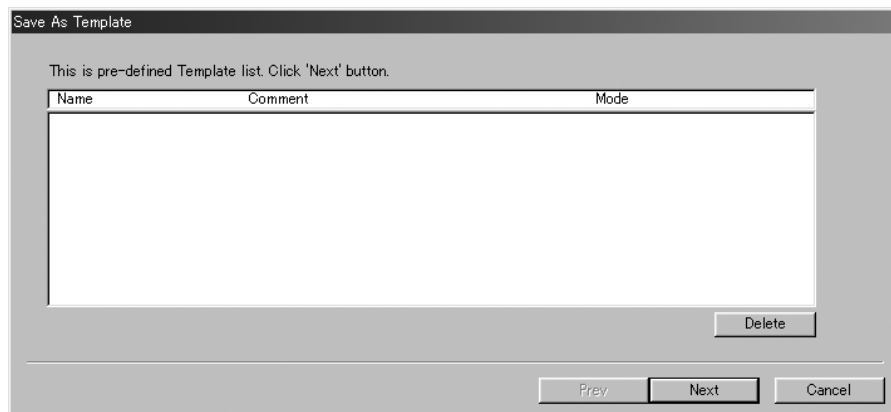 Save As Template
This is pre-defined Template list. Click 'Next' button.
Name Comment Mode
Delete
Prev Next Cancel